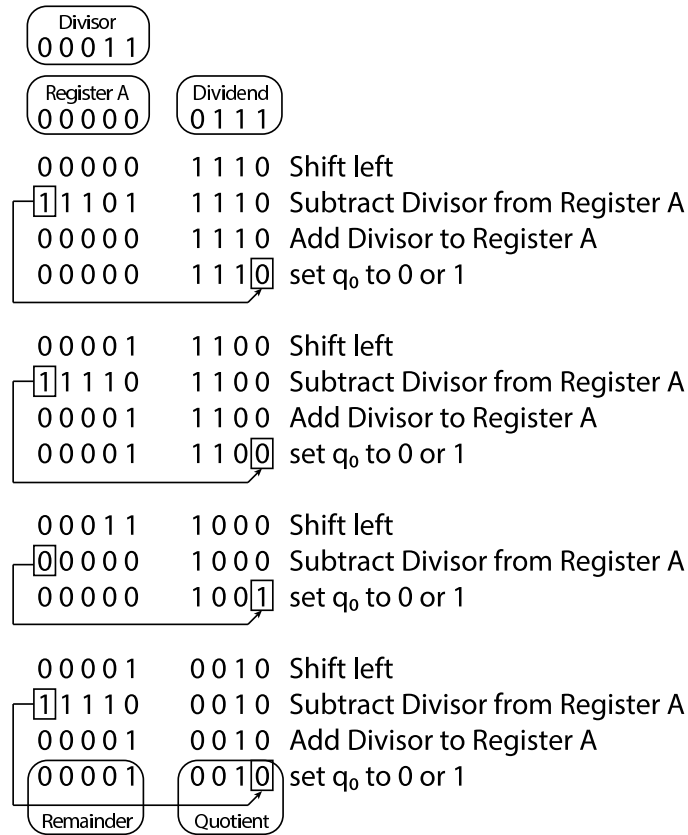 Divisor
0 0 0 1 1
Register A Dividend
0 0 0 0 0 0 1 1 1
0 0 0 0 0 1 1 1 0 Shift left
1 1 1 0 1 1 1 1 0 Subtract Divisor from Register A
0 0 0 0 0 1 1 1 0 Add Divisor to Register A
0 0 0 0 0 1 1 1 0 set q₀ to 0 or 1
0 0 0 0 1 1 1 0 0 Shift left
1 1 1 1 0 1 1 0 0 Subtract Divisor from Register A
0 0 0 0 1 1 1 0 0 Add Divisor to Register A
0 0 0 0 1 1 1 0 0 set q₀ to 0 or 1
0 0 0 1 1 1 0 0 0 Shift left
0 0 0 0 0 1 0 0 0 Subtract Divisor from Register A
0 0 0 0 0 1 0 0 1 set q₀ to 0 or 1
0 0 0 0 1 0 0 1 0 Shift left
1 1 1 1 0 0 0 1 0 Subtract Divisor from Register A
0 0 0 0 1 0 0 1 0 Add Divisor to Register A
0 0 0 0 1 0 0 1 0 set q₀ to 0 or 1
Remainder Quotient